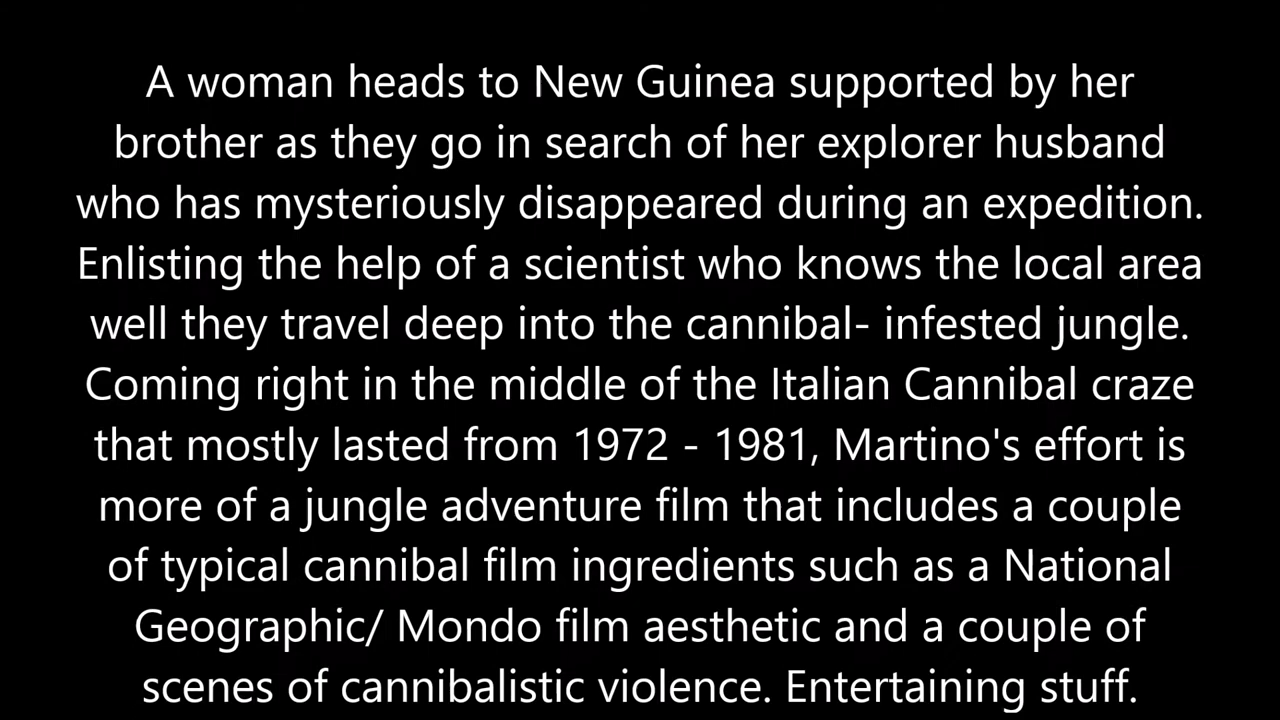 A woman heads to New Guinea supported by her
brother as they go in search of her explorer husband
who has mysteriously disappeared during an expedition.
Enlisting the help of a scientist who knows the local area
well they travel deep into the cannibal- infested jungle.
Coming right in the middle of the Italian Cannibal craze
that mostly lasted from 1972 - 1981, Martino's effort is
more of a jungle adventure film that includes a couple
of typical cannibal film ingredients such as a National
Geographic/ Mondo film aesthetic and a couple of
scenes of cannibalistic violence. Entertaining stuff.